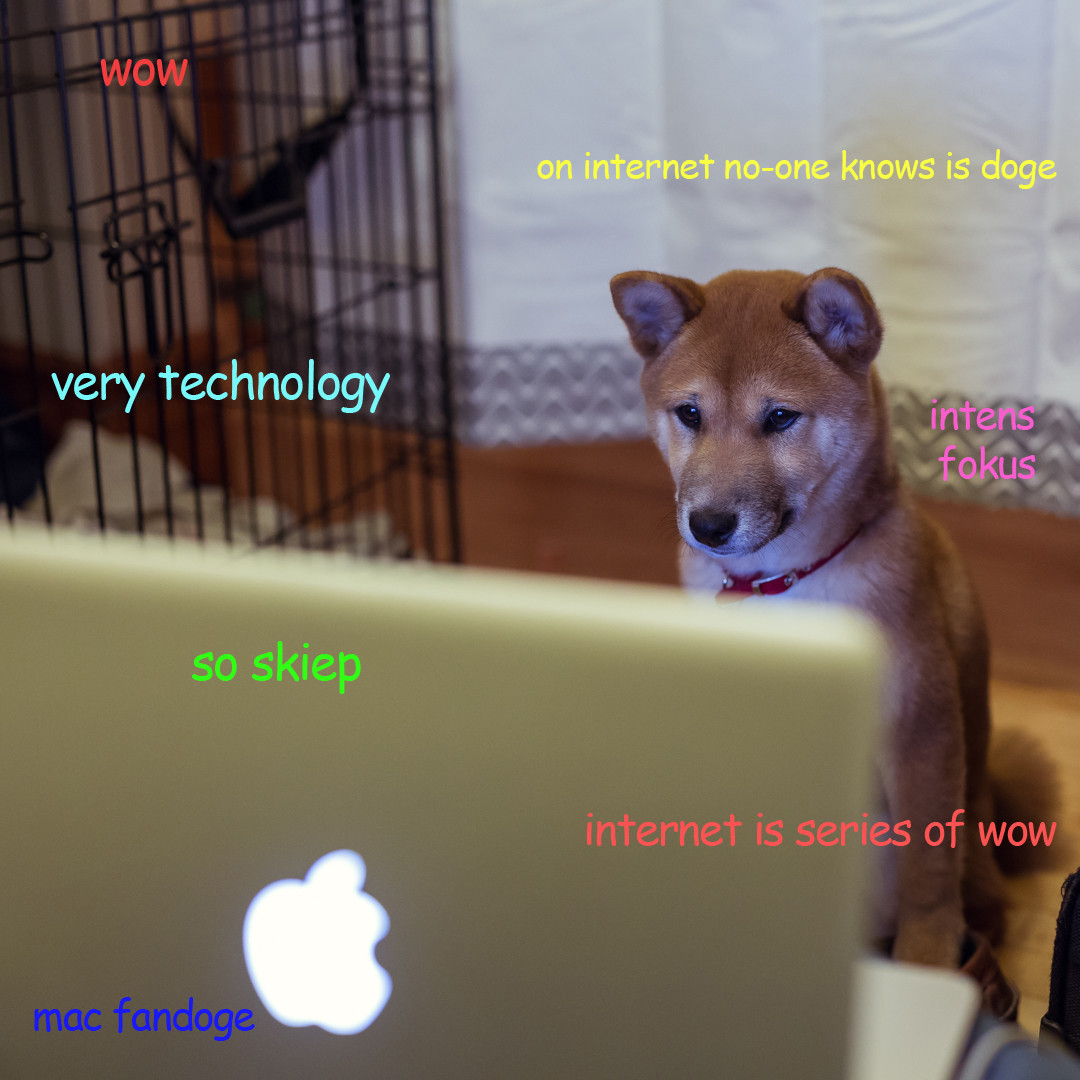 wow
on internet no-one knows is doge
very technology
intens
fokus
so skiep
internet is series of wow
mac fandoge